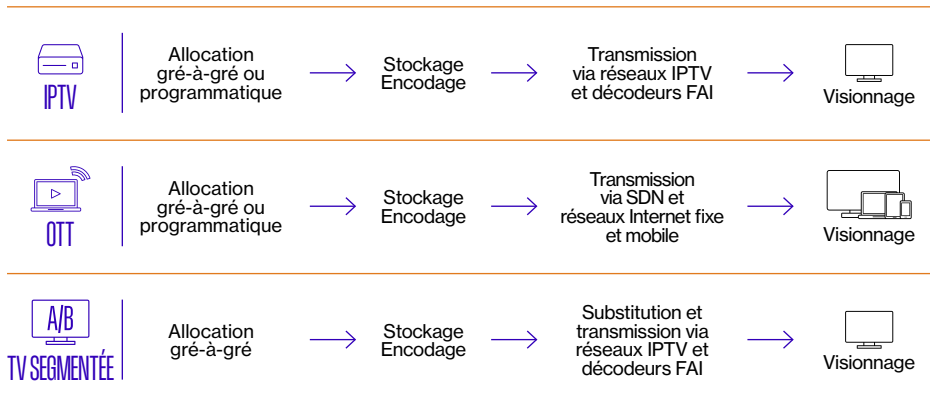 IPTV
Allocation
gré-à-gré ou
programmatique
Stockage
Encodage
Transmission
via réseaux IPTV
et décodeurs FAI
Visionnage
OTT
Allocation
gré-à-gré ou
programmatique
Stockage
Encodage
Transmission
via SDN et
réseaux Internet fixe
et mobile
Visionnage
A/B
TV SEGMENTÉE
Allocation
gré-à-gré
Stockage
Encodage
Substitution et
transmission via
réseaux IPTV et
décodeurs FAI
Visionnage